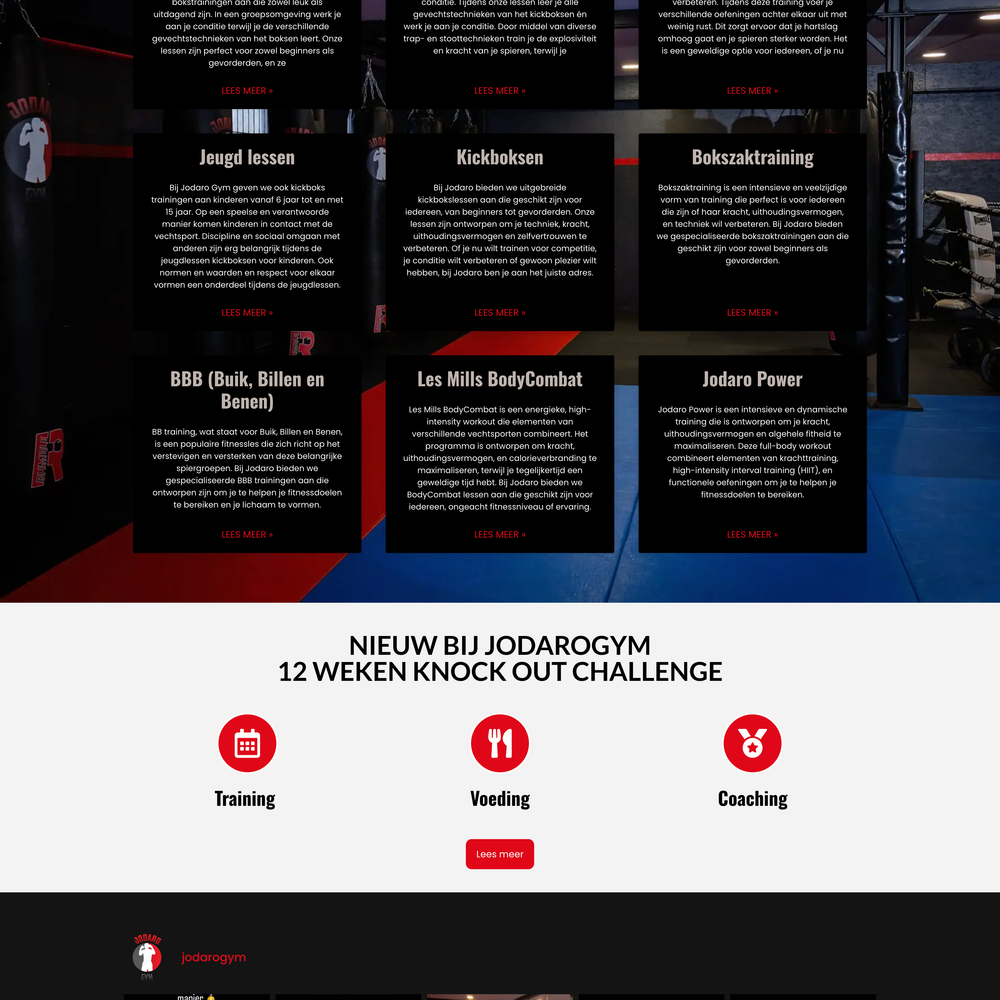 bokstrainingen aan die zowel leuk als
uitdagend zijn. In een groepsomgeving werk je
aan je conditie terwijl je de verschillende
gevechtstechnieken van het boksen leert. Onze
lessen zijn perfect voor zowel beginners als
gevorderden, en ze
LEES MEER »
conditie. Tijdens onze lessen leer je alle
gevechtstechnieken van het kickboksen én
werk je aan je conditie. Door middel van diverse
trap- en stoottechnieken train je de explosiviteit
en kracht van je spieren, terwijl je
LEES MEER »
verbeteren. Tijdens deze training voer je
verschillende oefeningen achter elkaar uit met
weinig rust. Dit zorgt ervoor dat je hartslag
omhoog gaat en je spieren sterker worden. Het
is een geweldige optie voor iedereen, of je nu
LEES MEER »
Jeugd lessen
Bij Jodaro Gym geven we ook kickboks
trainingen aan kinderen vanaf 6 jaar tot en met
15 jaar. Op een speelse en verantwoorde
manier komen kinderen in contact met de
vechtsport. Discipline en sociaal omgaan met
anderen zijn erg belangrijk tijdens de
jeugdlessen kickboksen voor kinderen. Ook
normen en waarden en respect voor elkaar
vormen een onderdeel tijdens de jeugdlessen.
LEES MEER »
Kickboksen
Bij Jodaro bieden we uitgebreide
kickbokslessen aan die geschikt zijn voor
iedereen, van beginners tot gevorderden. Onze
lessen zijn ontworpen om je techniek, kracht,
uithoudingsvermogen en zelfvertrouwen te
verbeteren. Of je nu wilt trainen voor competitie,
je conditie wilt verbeteren of gewoon plezier wilt
hebben, bij Jodaro ben je aan het juiste adres.
LEES MEER »
Bokszaktraining
Bokszaktraining is een intensieve en veelzijdige
vorm van training die perfect is voor iedereen
die zijn of haar kracht, uithoudingsvermogen,
en techniek wil verbeteren. Bij Jodaro bieden
we gespecialiseerde bokszaktrainingen aan die
geschikt zijn voor zowel beginners als
gevorderden.
LEES MEER »
BBB (Buik, Billen en
Benen)
BB training, wat staat voor Buik, Billen en Benen,
is een populaire fitnessles die zich richt op het
verstevigen en versterken van deze belangrijke
spiergroepen. Bij Jodaro bieden we
gespecialiseerde BBB trainingen aan die
ontworpen zijn om je te helpen je fitnessdoelen
te bereiken en je lichaam te vormen.
LEES MEER »
Les Mills BodyCombat
Les Mills BodyCombat is een energieke, high-
intensity workout die elementen van
verschillende vechtsporten combineert. Het
programma is ontworpen om kracht,
uithoudingsvermogen, en calorieverbranding te
maximaliseren, terwijl je tegelijkertijd een
geweldige tijd hebt. Bij Jodaro bieden we
BodyCombat lessen aan die geschikt zijn voor
iedereen, ongeacht fitnessniveau of ervaring.
LEES MEER »
Jodaro Power
Jodaro Power is een intensieve en dynamische
training die is ontworpen om je kracht,
uithoudingsvermogen en algehele fitheid te
maximaliseren. Deze full-body workout
combineert elementen van krachttraining,
high-intensity interval training (HIIT), en
functionele oefeningen om je te helpen je
fitnessdoelen te bereiken.
LEES MEER »
JODARO
GYM
NIEUW BIJ JODAROGYM
12 WEKEN KNOCK OUT CHALLENGE
Training
Voeding
Coaching
Lees meer
JODARO
GYM
jodarogym